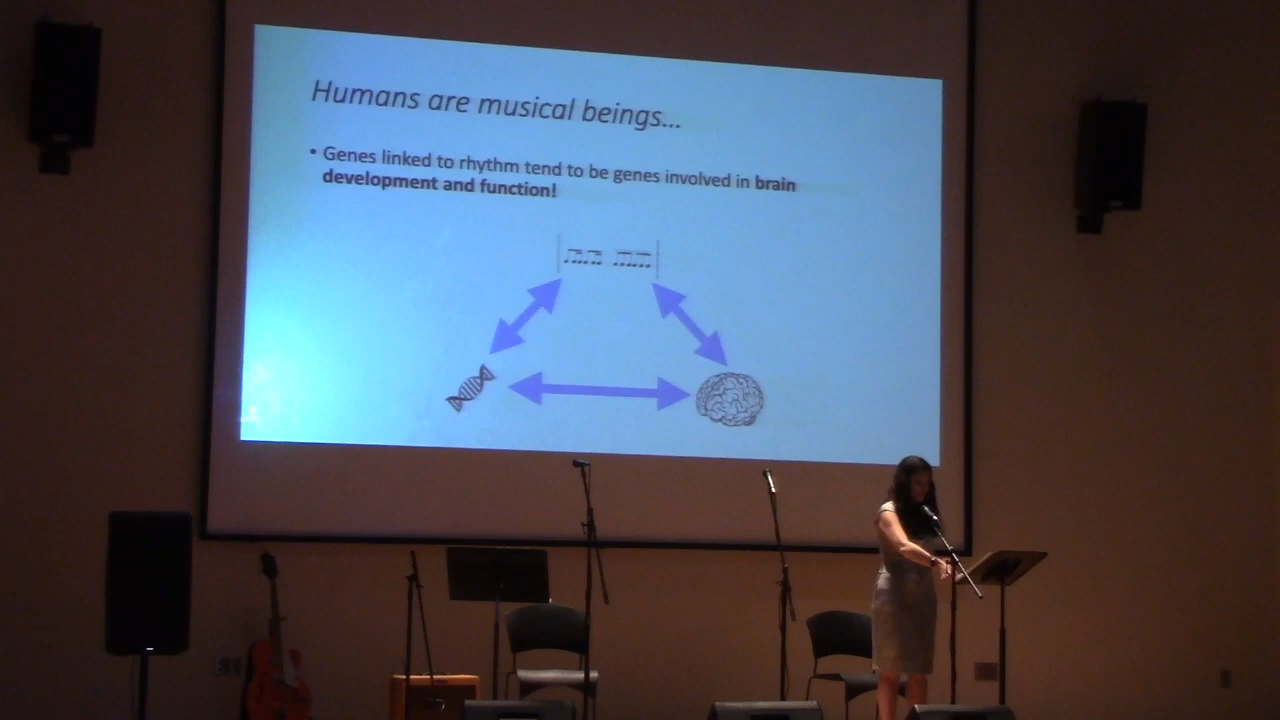 Humans are musical beings...
• Genes linked to rhythm tend to be genes involved in brain
development and function!